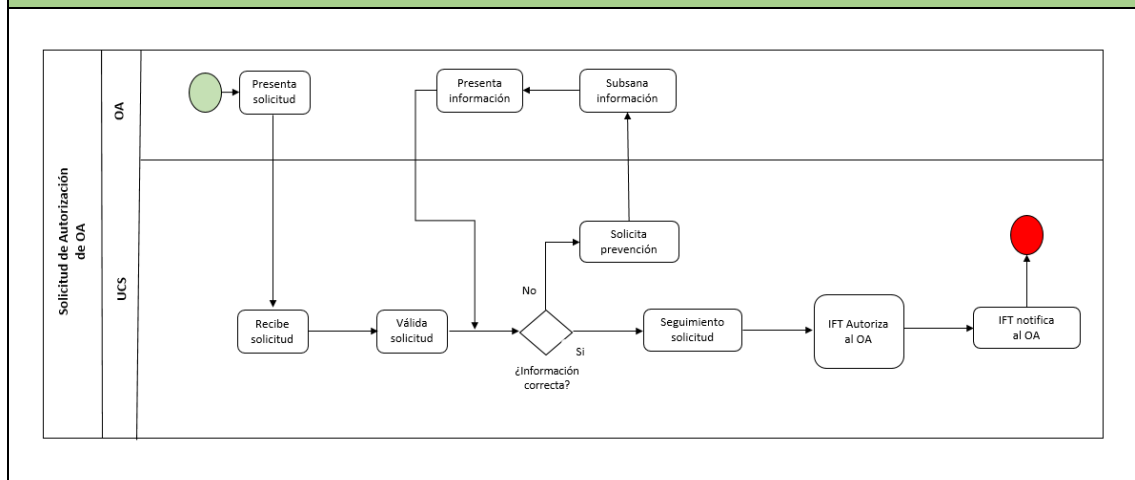 Solicitud de Autorización
de OA
OA
UCS
Presenta
solicitud
Presenta
información
Subsana
información
Solicita
prevención
No
Recibe
solicitud
Válida
solicitud
Si
¿Información
correcta?
Seguimiento
solicitud
IFT Autoriza
al OA
IFT notifica
al OA